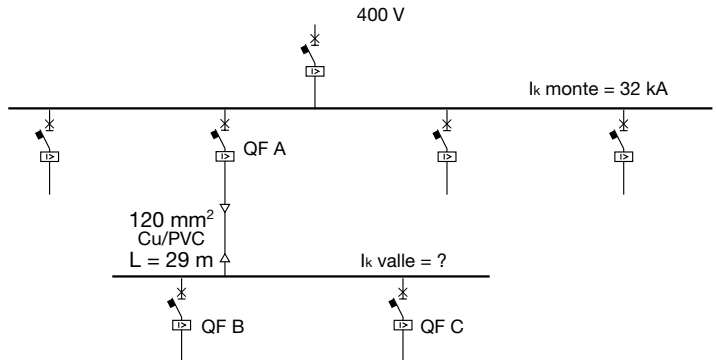 400 V
I>
Iₖ monte = 32 kA
I> QF A I> I>
120 mm²
Cu/PVC
L = 29 m
Iₖ valle = ?
I> QF B I> QF C